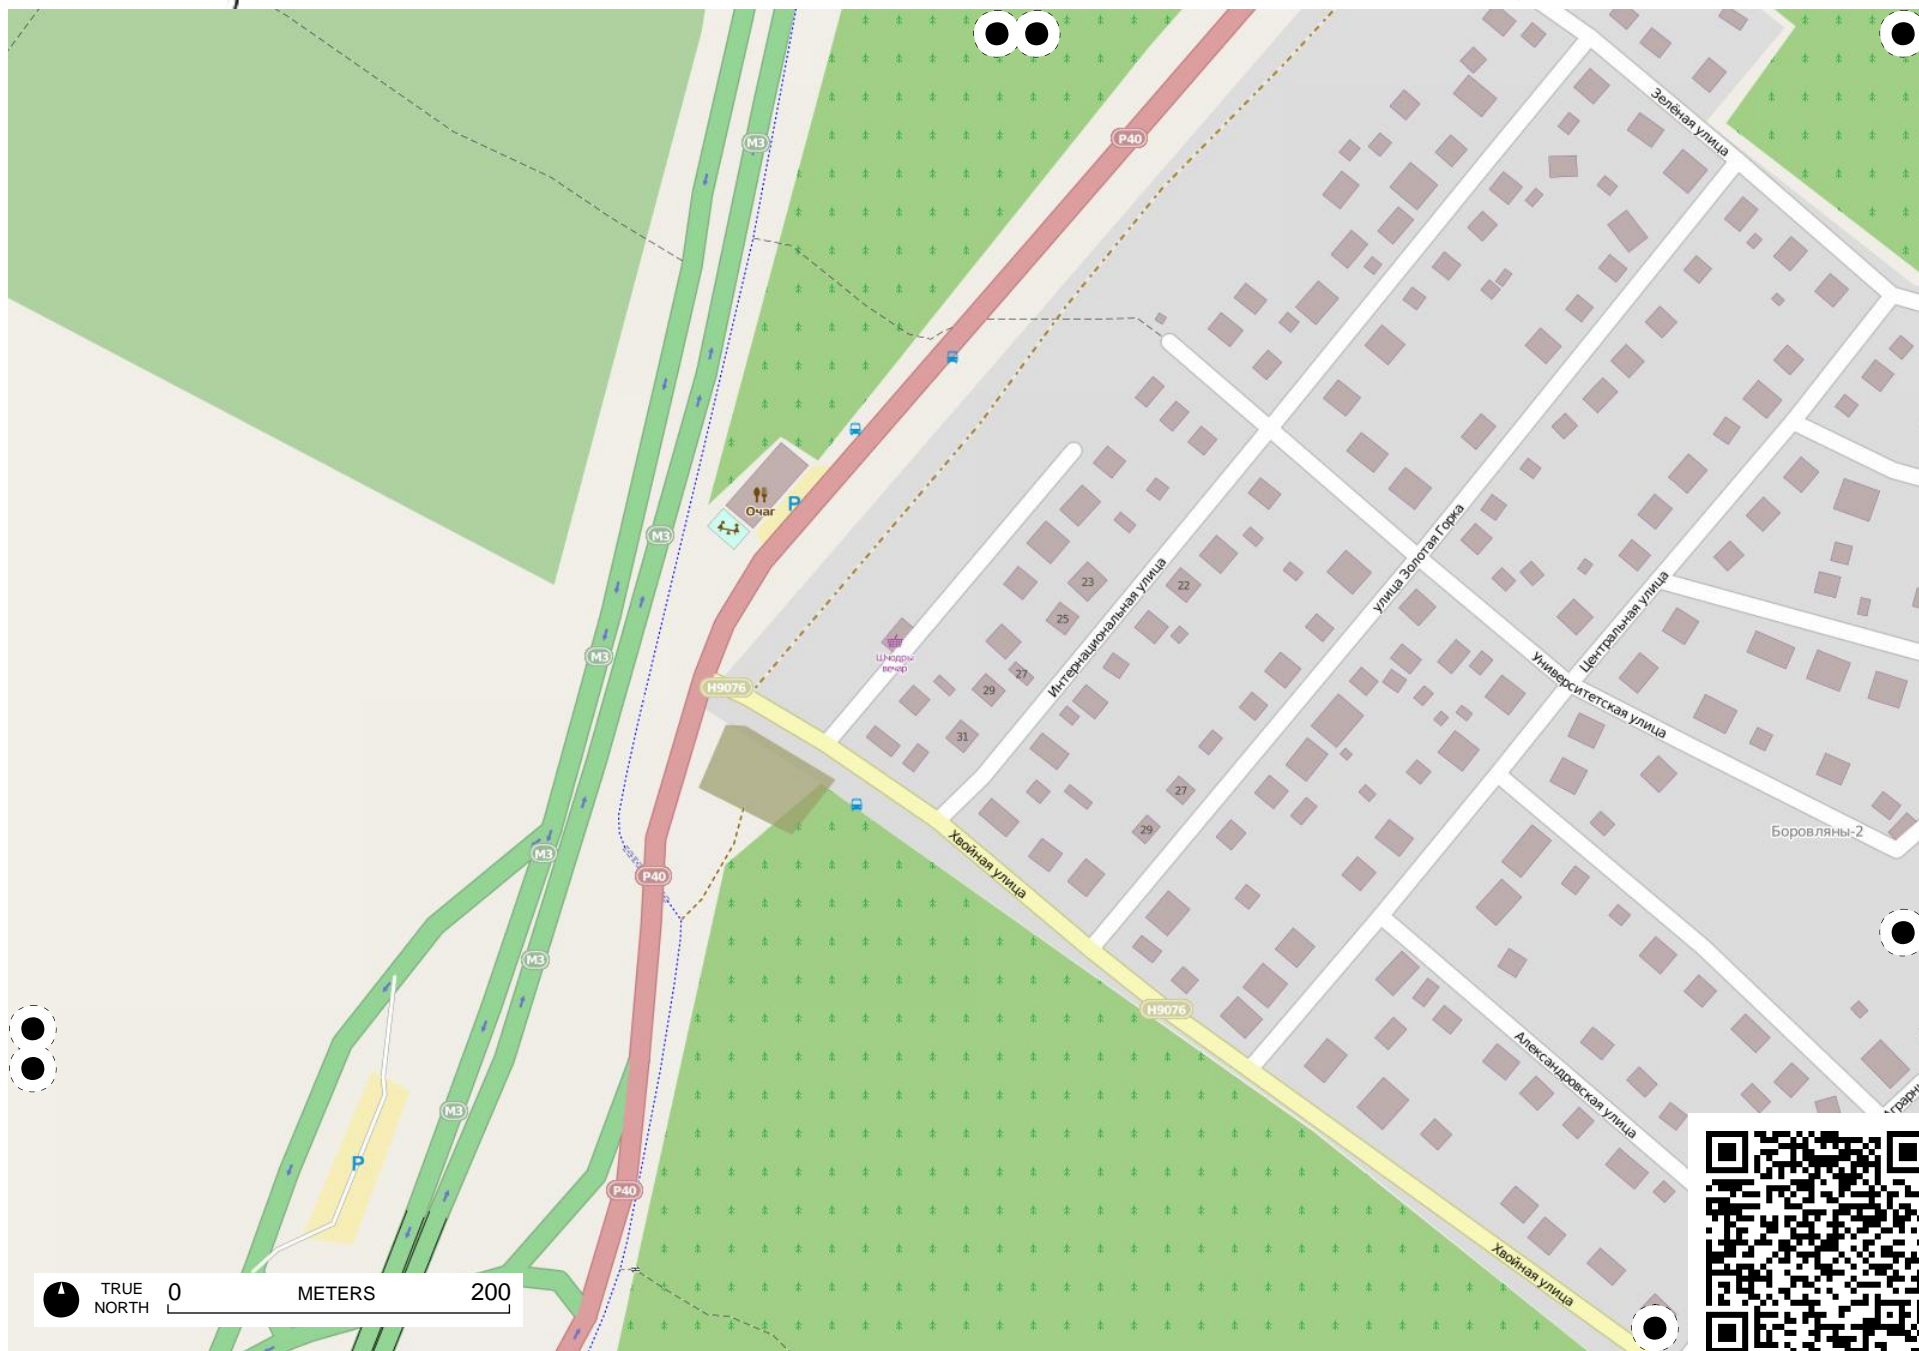 M3
P40
Зелёная улица
M3
P
Очаг
улица Золотая Горка
Интернациональная улица
Центральная улица
Университетская улица
23
22
25
Шчодры
вечар
27
29
31
M3
H9076
27
29
Боровляны-2
Хвойная улица
M3
P40
M3
H9076
Александровская улица
M3
P
P40
Хвойная улица
TRUE
NORTH
0 METERS 200